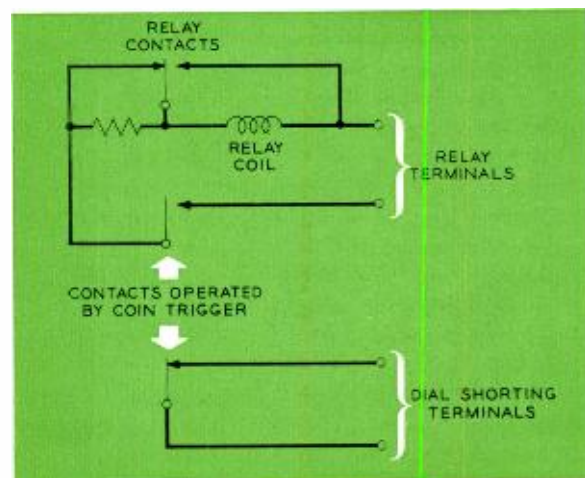 RELAY
CONTACTS
RELAY
COIL
RELAY
TERMINALS
CONTACTS OPERATED
BY COIN TRIGGER
DIAL SHORTING
TERMINALS